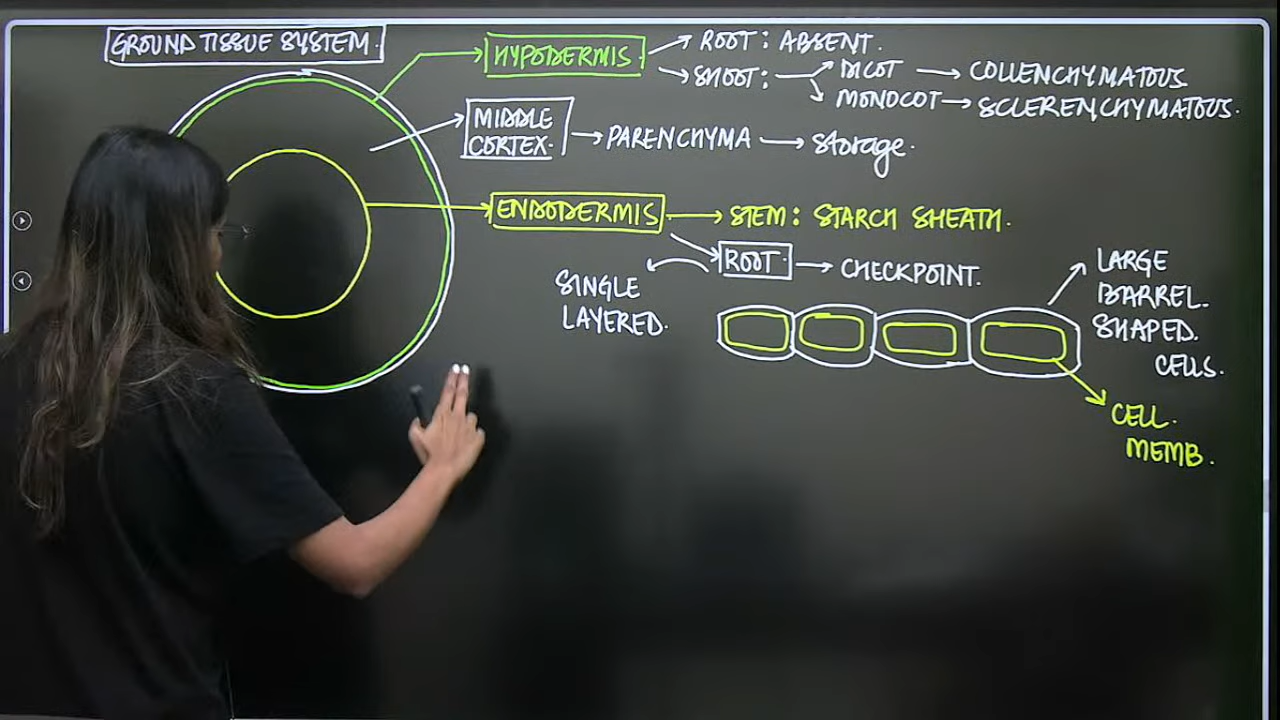 GROUND TISSUE SYSTEM.
HYPODERMIS.
ROOT: ABSENT.
SHOOT:
DICOT
COLLENCHYMATOUS
MONOCOT
SCLERENCHYMATOUS.
MIDDLE
CORTEX.
PARENCHYMA
Storage.
ENDODERMIS
STEM: STARCH SHEATH.
ROOT.
CHECKPOINT.
SINGLE
LAYERED.
LARGE
BARREL.
SHAPED.
CELLS.
CELL.
MEMB.